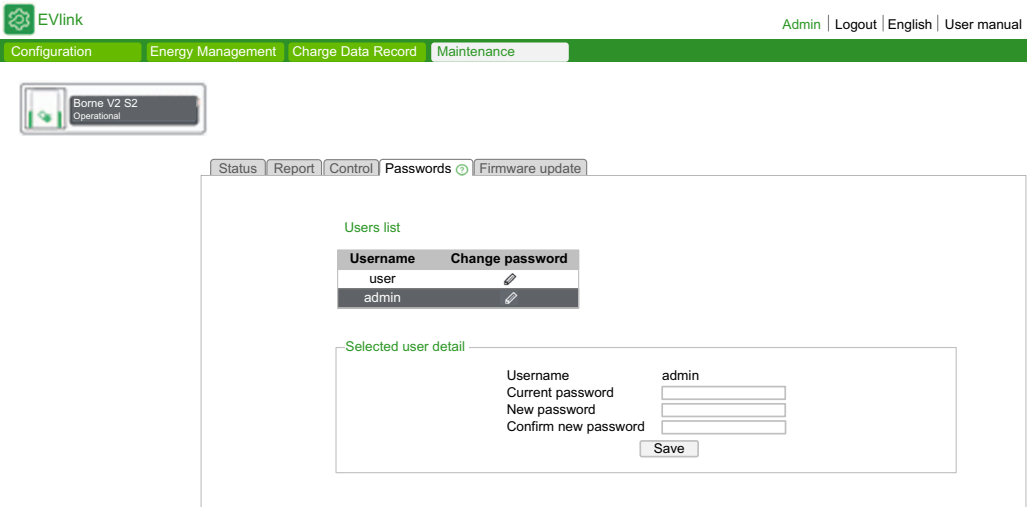 EVlink
Admin Logout English User manual
Configuration Energy Management Charge Data Record Maintenance
Borne V2 S2
Operational
Status Report Control Passwords ? Firmware update
Users list
Username Change password
user
admin
Selected user detail
Username admin
Current password
New password
Confirm new password
Save